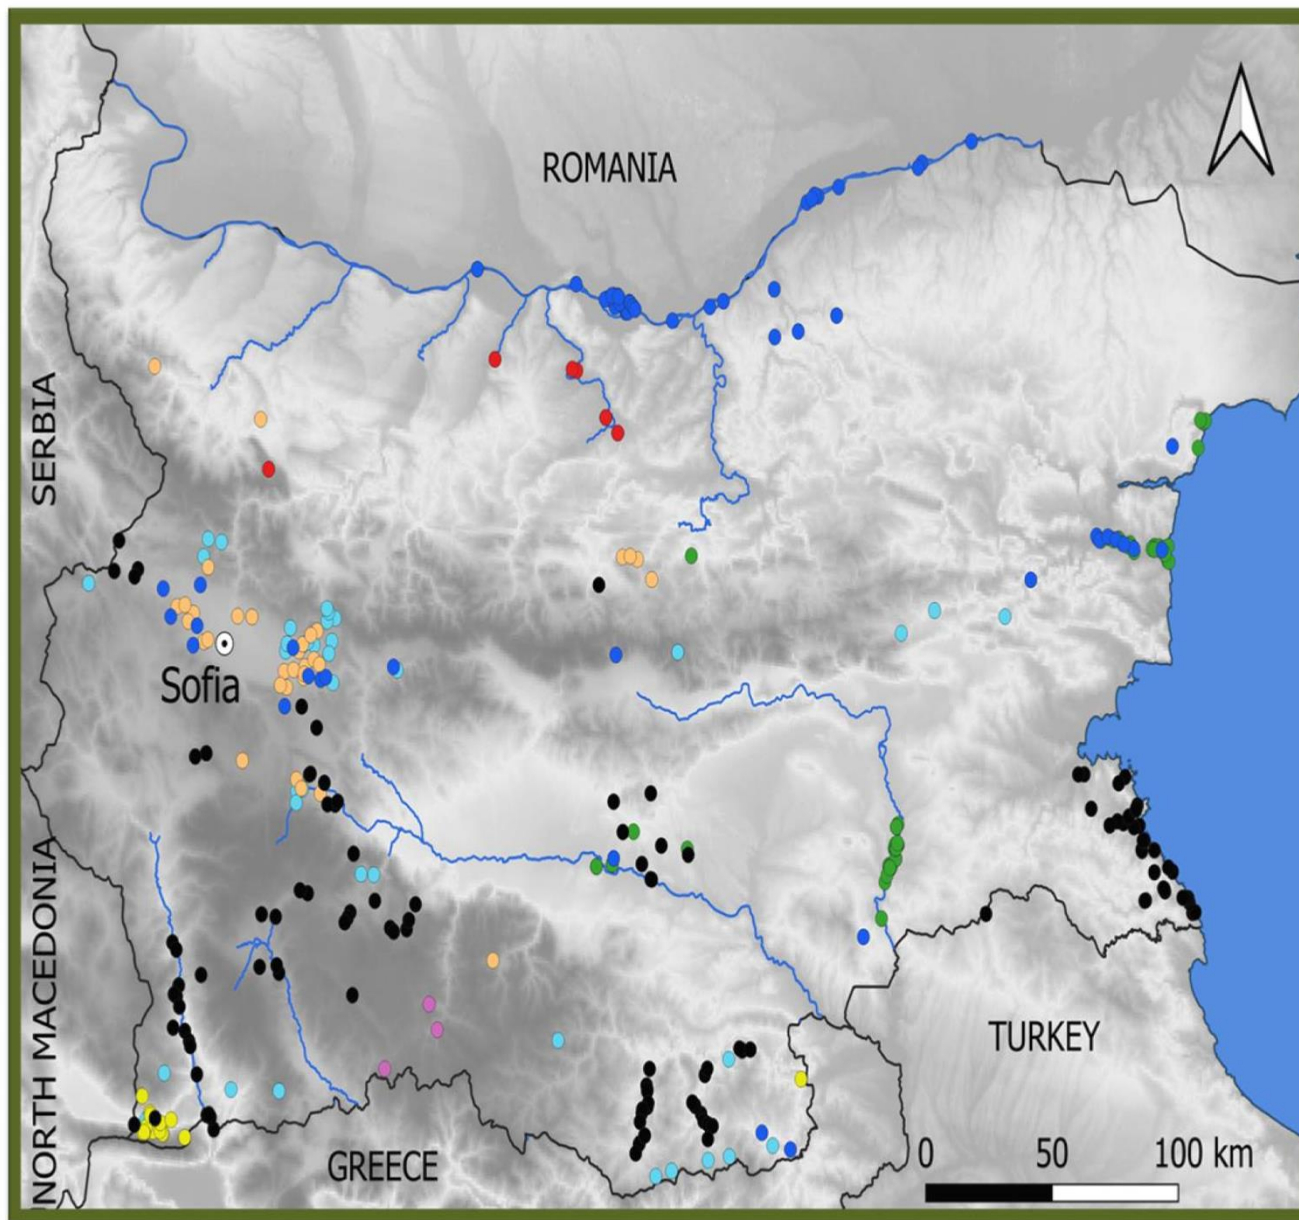 ROMANIA
SERBIA
Sofia
NORTH MACEDONIA
TURKEY
GREECE
0 50 100 km